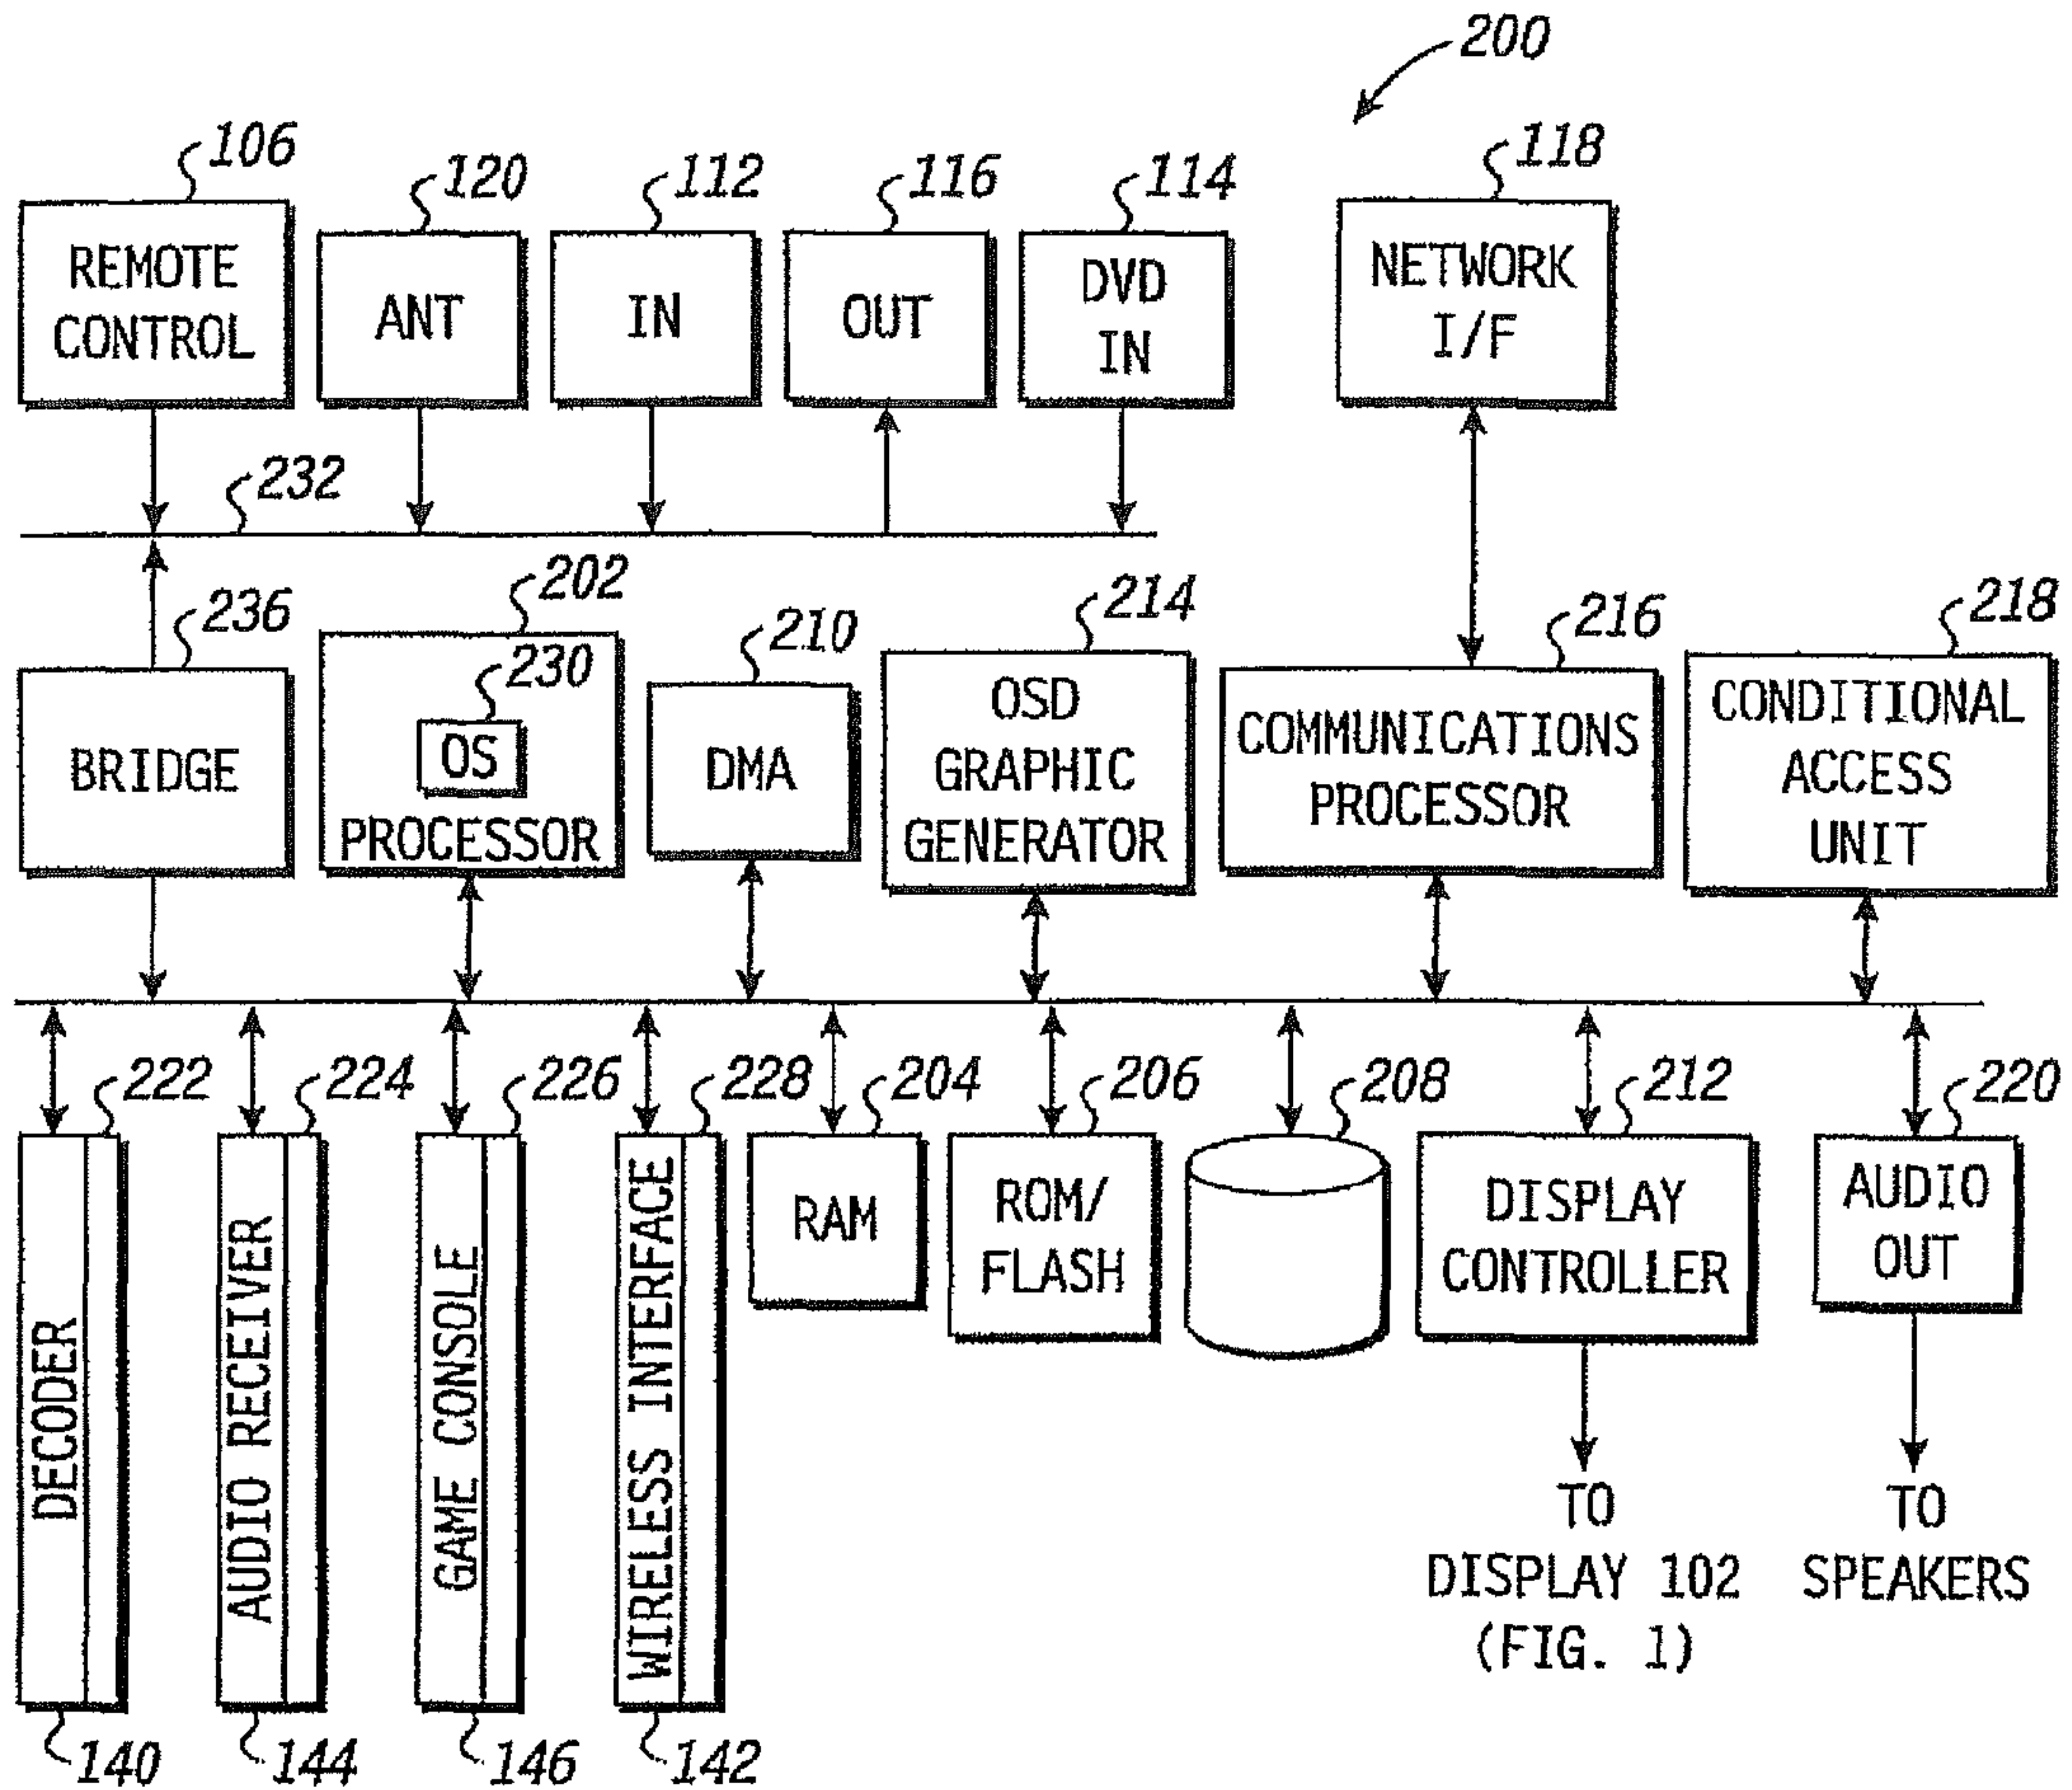 200
106
120
112
116
114
118
REMOTE
CONTROL
ANT
IN
OUT
DVD
IN
NETWORK
I/F
232
236
202
230
210
214
216
218
BRIDGE
OS
PROCESSOR
DMA
OSD
GRAPHIC
GENERATOR
COMMUNICATIONS
PROCESSOR
CONDITIONAL
ACCESS
UNIT
222
224
226
228
204
206
208
212
220
DECODER
AUDIO RECEIVER
GAME CONSOLE
WIRELESS INTERFACE
RAM
ROM/
FLASH
DISPLAY
CONTROLLER
AUDIO
OUT
TO
DISPLAY 102
(FIG. 1)
TO
SPEAKERS
140
144
146
142